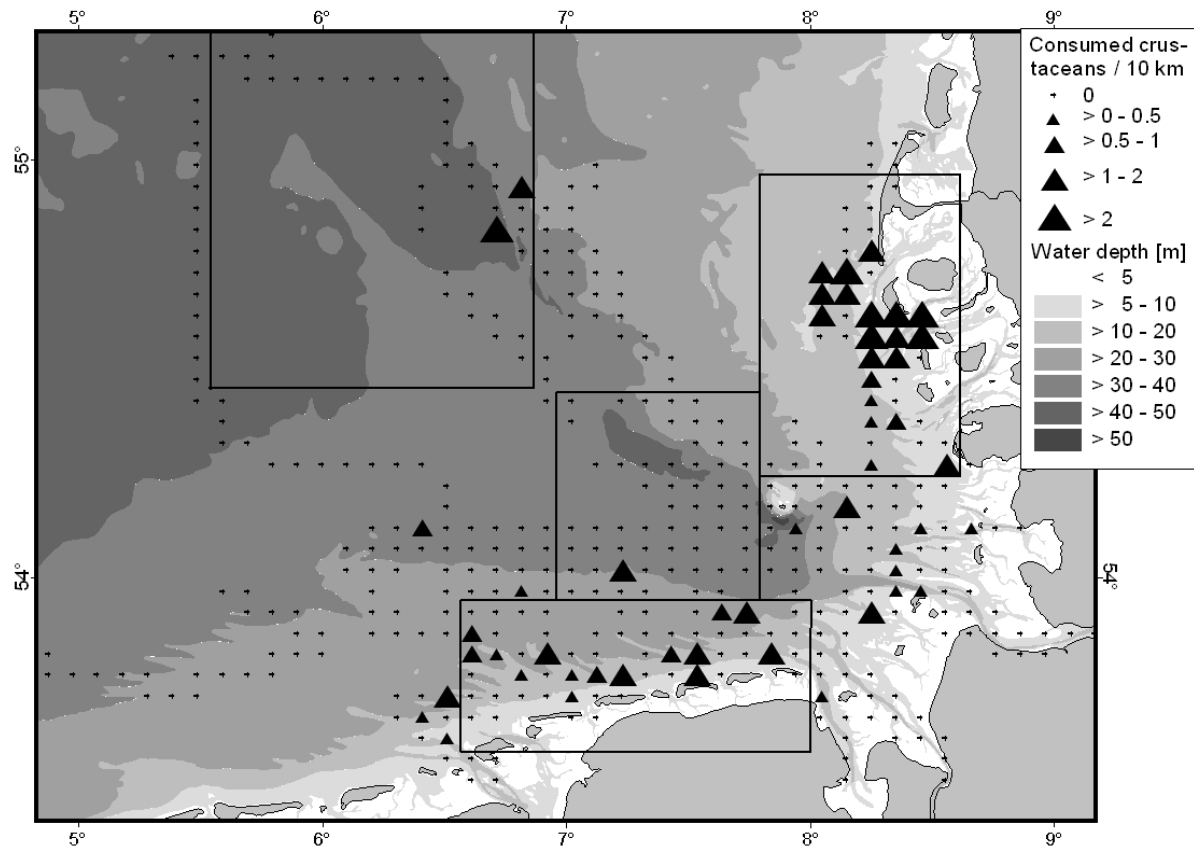 5° 6° 7° 8° 9°
Consumed crus-
taceans / 10 km
0
> 0 - 0.5
> 0.5 - 1
> 1 - 2
> 2
Water depth [m]
< 5
> 5 - 10
> 10 - 20
> 20 - 30
> 30 - 40
> 40 - 50
> 50
55°
54° 54°
5° 6° 7° 8° 9°